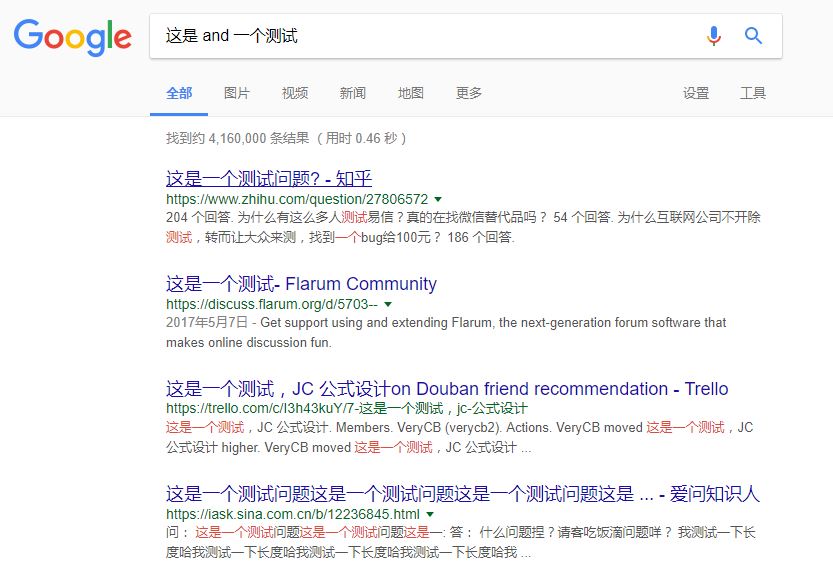 Google
这是 and 一个测试
全部 图片 视频 新闻 地图 更多 设置 工具
找到约 4,160,000 条结果 （用时 0.46 秒）
这是一个测试问题? - 知乎
https://www.zhihu.com/question/27806572
204 个回答. 为什么有这么多人测试易信？真的在找微信替代品吗？ 54 个回答. 为什么互联网公司不开除
测试，转而让大众来测，找到一个bug给100元？ 186 个回答.
这是一个测试- Flarum Community
https://discuss.flarum.org/d/5703--
2017年5月7日 - Get support using and extending Flarum, the next-generation forum software that
makes online discussion fun.
这是一个测试，JC 公式设计on Douban friend recommendation - Trello
https://trello.com/c/I3h43kuY/7-这是一个测试，jc-公式设计
这是一个测试，JC 公式设计. Members. VeryCB (verycb2). Actions. VeryCB moved 这是一个测试，JC
公式设计 higher. VeryCB moved 这是一个测试，JC 公式设计 ...
这是一个测试问题这是一个测试问题这是一个测试问题这是 ... - 爱问知识人
https://iask.sina.com.cn/b/12236845.html
问： 这是一个测试问题这是一个测试问题这是一: 答： 什么问题捏？请客吃饭滴问题咩？ 我测试一下长
度哈我测试一下长度哈我测试一下长度哈我测试一下长度哈我 ...